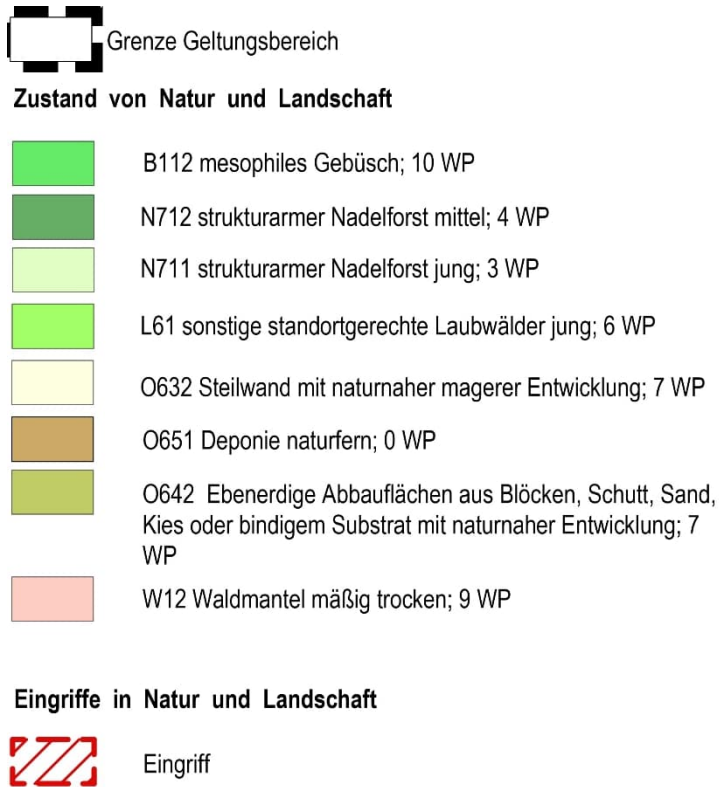 Grenze Geltungsbereich
Zustand von Natur und Landschaft
B112 mesophiles Gebüsch; 10 WP
N712 strukturarmer Nadelforst mittel; 4 WP
N711 strukturarmer Nadelforst jung; 3 WP
L61 sonstige standortgerechte Laubwälder jung; 6 WP
O632 Steilwand mit naturnaher magerer Entwicklung; 7 WP
O651 Deponie naturfern; 0 WP
O642 Ebenerdige Abbauflächen aus Blöcken, Schutt, Sand,
Kies oder bindigem Substrat mit naturnaher Entwicklung; 7
WP
W12 Waldmantel mäßig trocken; 9 WP
Eingriffe in Natur und Landschaft
Eingriff